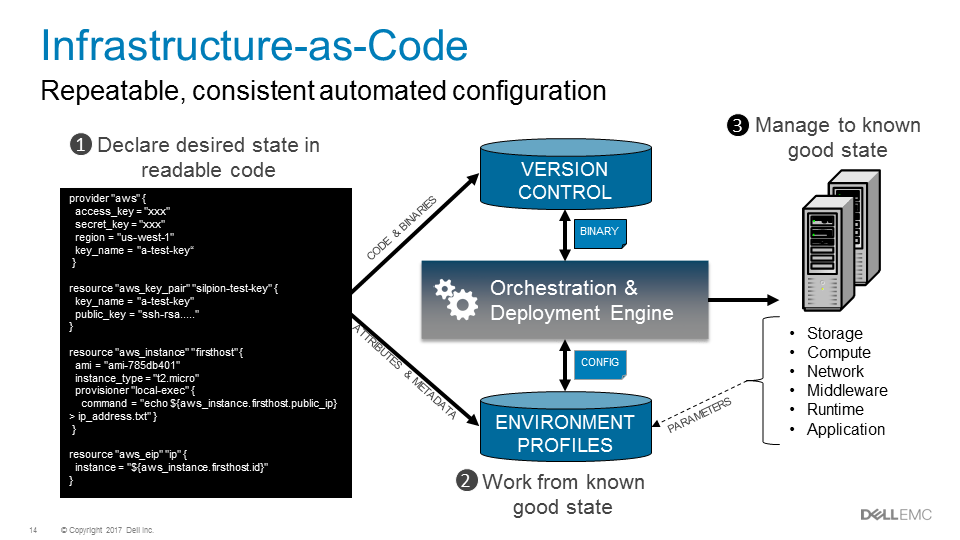 Infrastructure-as-Code
Repeatable, consistent automated configuration
❶ Declare desired state in
readable code
provider "aws" {
access_key = "xxx"
secret_key = "xxx"
region = "us-west-1"
key_name = "a-test-key“
}
resource "aws_key_pair" "silpion-test-key" {
key_name = "a-test-key"
public_key = "ssh-rsa....."
}
resource "aws_instance" "firsthost" {
ami = "ami-785db401"
instance_type = "t2.micro"
provisioner "local-exec" {
command = "echo ${aws_instance.firsthost.public_ip}
> ip_address.txt" }
}
resource "aws_eip" "ip" {
instance = "${aws_instance.firsthost.id}"
}
CODE & BINARIES
ATTRIBUTES & METADATA
VERSION
CONTROL
BINARY
Orchestration &
Deployment Engine
CONFIG
ENVIRONMENT
PROFILES
❷ Work from known
good state
❸ Manage to known
good state
• Storage
• Compute
• Network
• Middleware
• Runtime
• Application
PARAMETERS
14 © Copyright 2017 Dell Inc.
DELLEMC